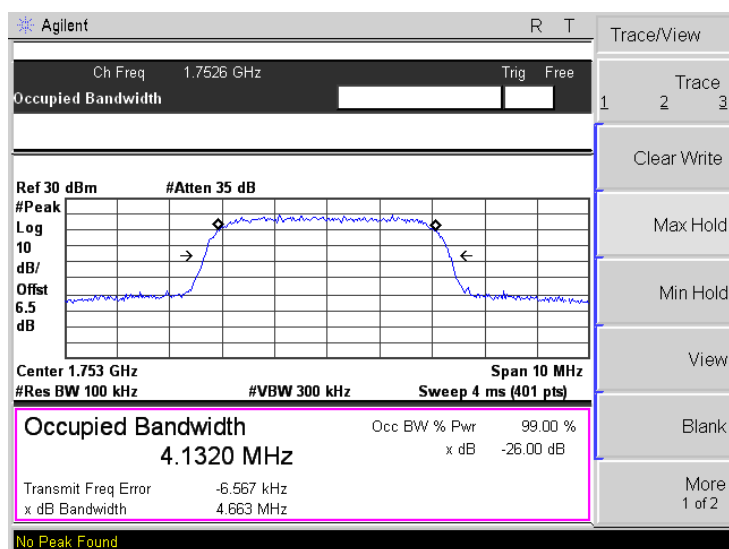 Agilent R T
Ch Freq 1.7526 GHz Trig Free
Occupied Bandwidth
Ref 30 dBm #Atten 35 dB
#Peak
Log
10
dB/
Offst
6.5
dB
Center 1.753 GHz Span 10 MHz
#Res BW 100 kHz #VBW 300 kHz Sweep 4 ms (401 pts)
Occupied Bandwidth
4.1320 MHz
Occ BW % Pwr 99.00 %
x dB -26.00 dB
Transmit Freq Error -6.567 kHz
x dB Bandwidth 4.663 MHz
No Peak Found
Trace/View
Trace
1 2 3
Clear Write
Max Hold
Min Hold
View
Blank
More
1 of 2